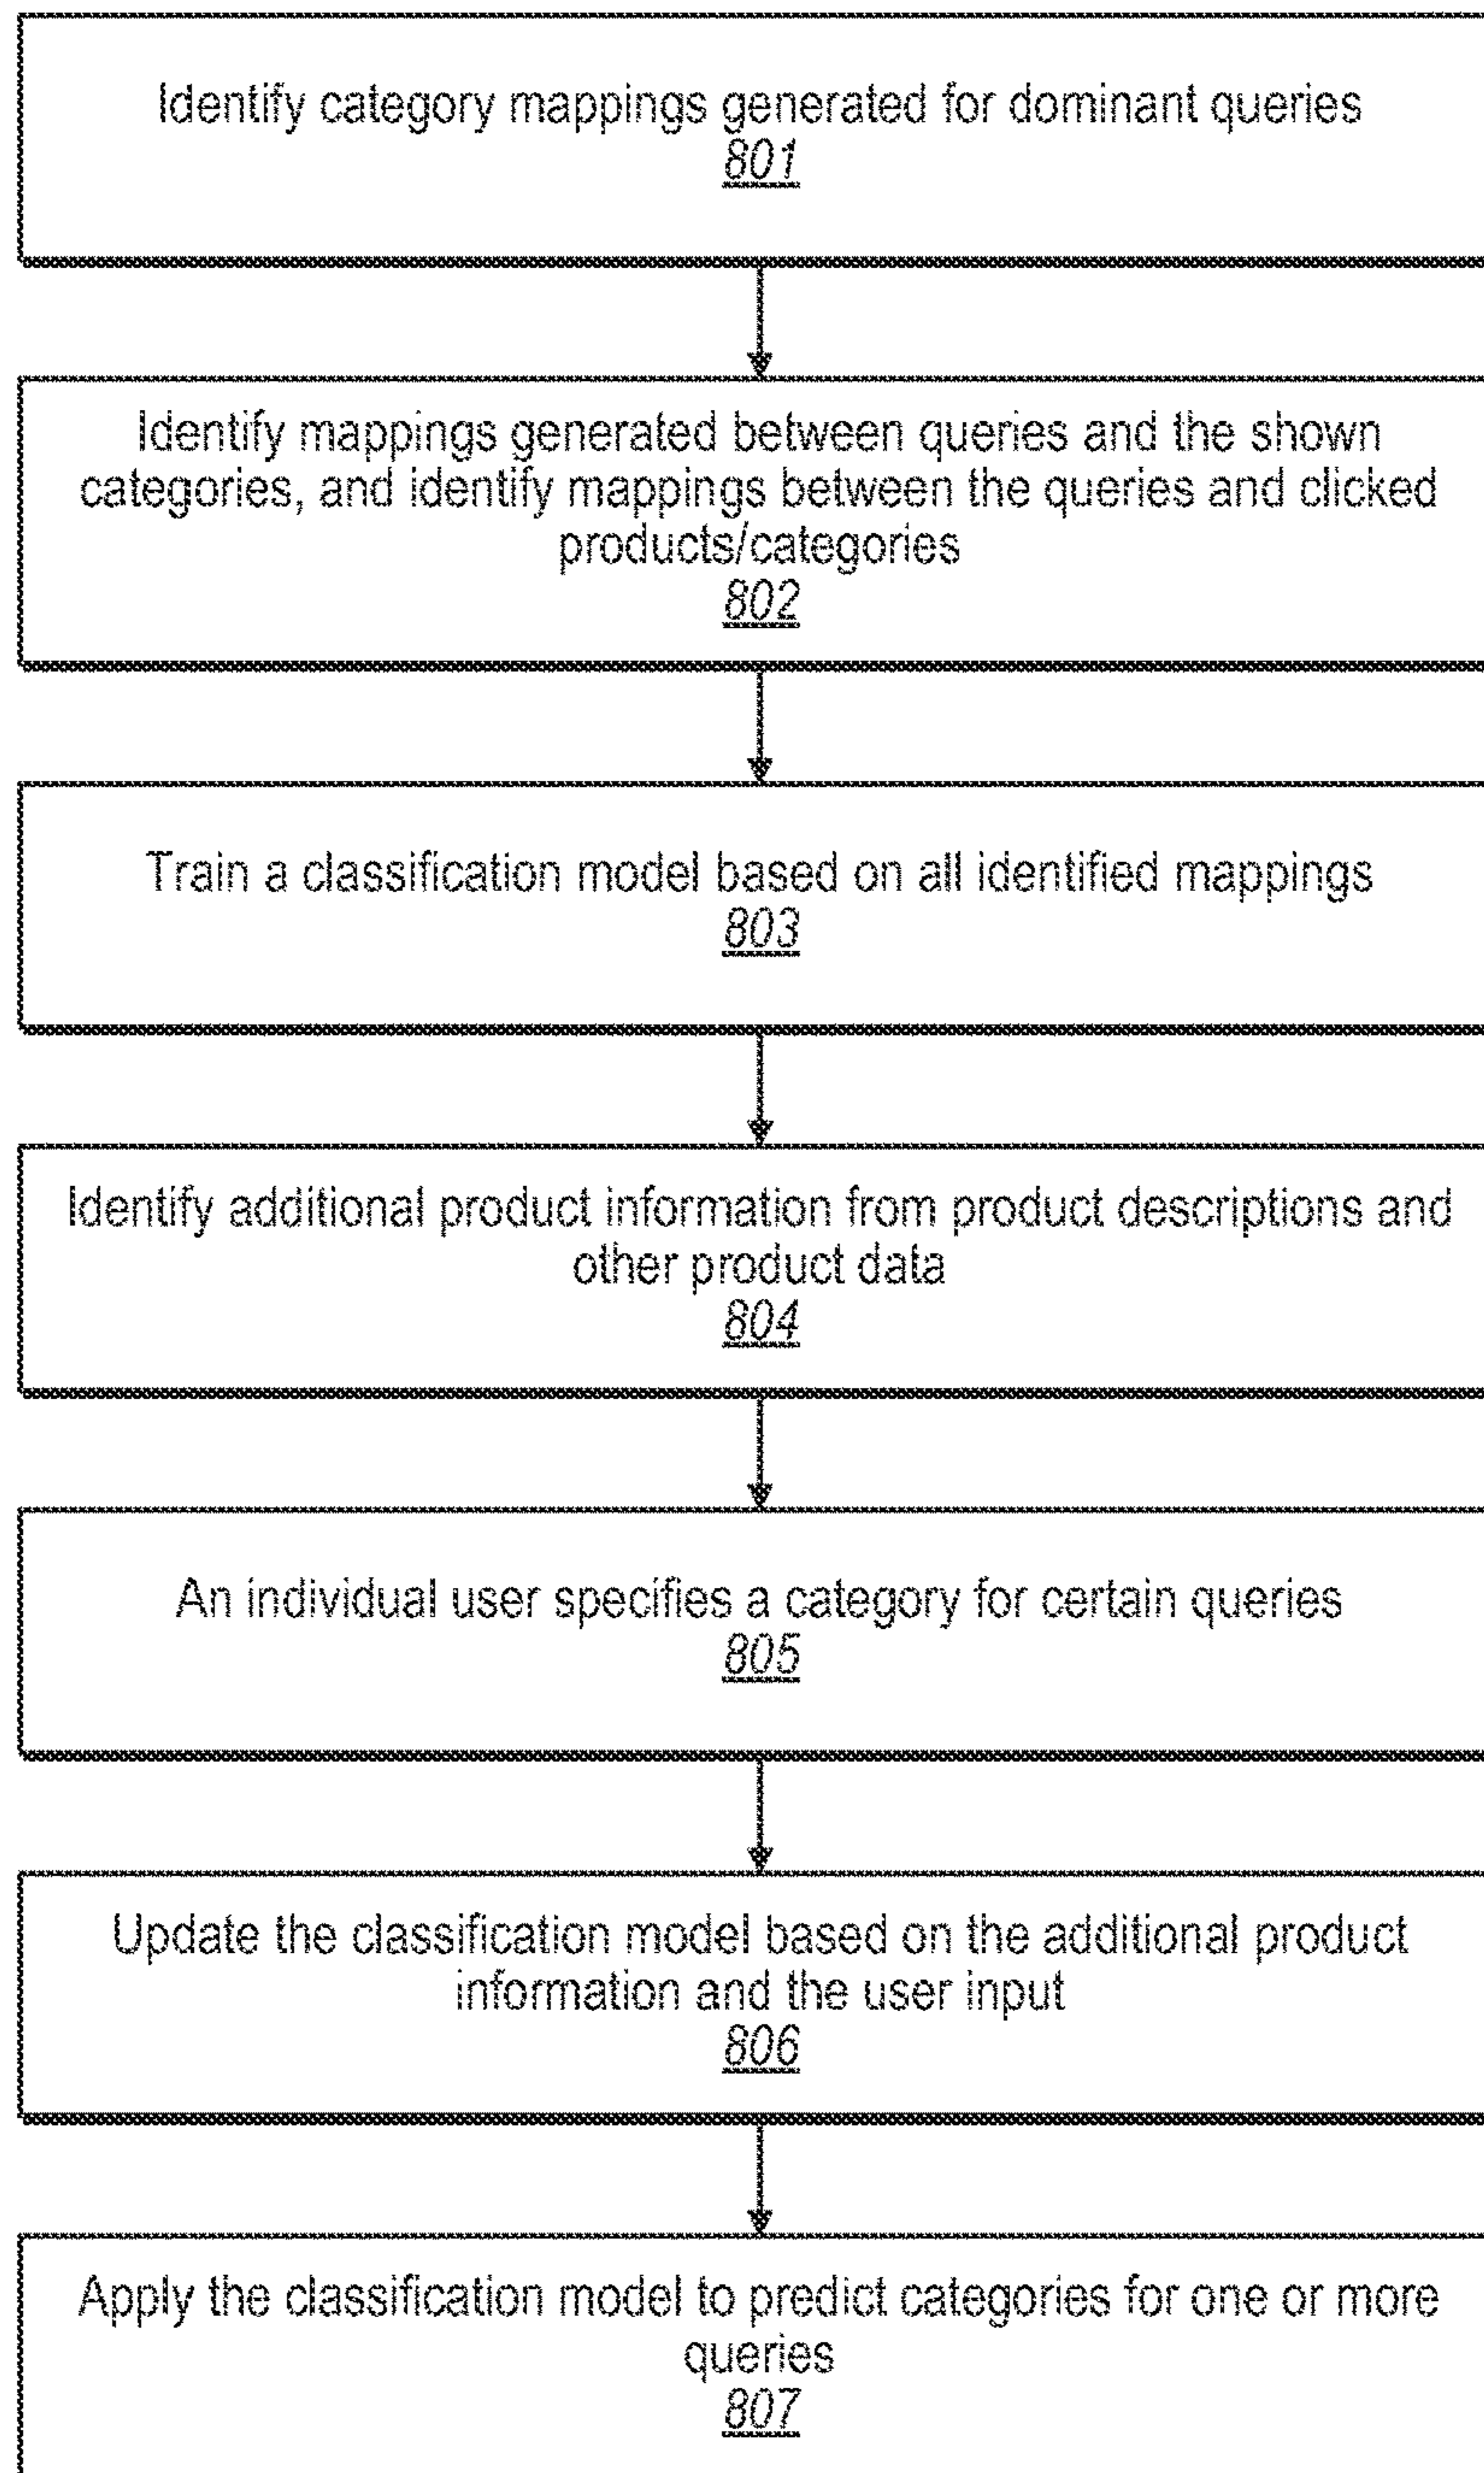 Identify category mappings generated for dominant queries
801
Identify mappings generated between queries and the shown
categories, and identify mappings between the queries and clicked
products/categories
802
Train a classification model based on all identified mappings
803
Identify additional product information from product descriptions and
other product data
804
An individual user specifies a category for certain queries
805
Update the classification model based on the additional product
information and the user input
806
Apply the classification model to predict categories for one or more
queries
807